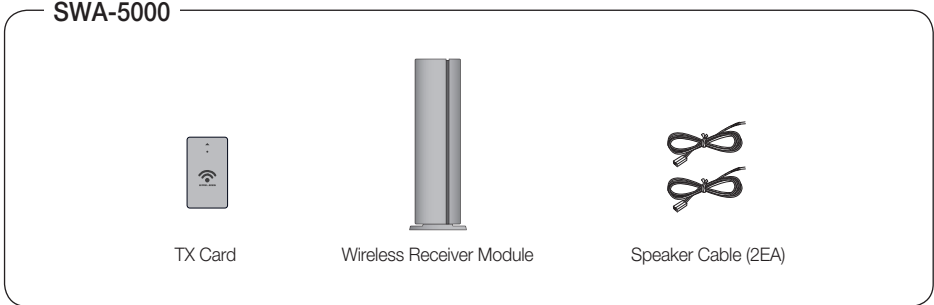 SWA-5000
TX Card
Wireless Receiver Module
Speaker Cable (2EA)